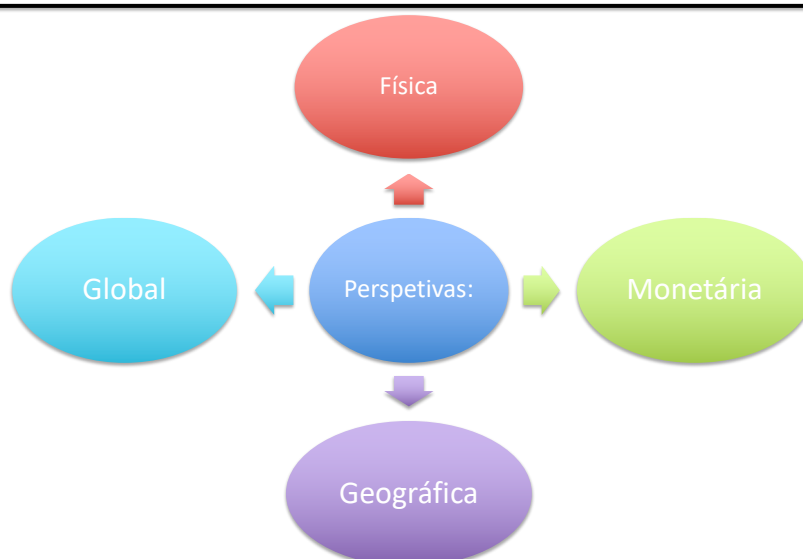 Física
Global
Perspetivas:
Monetária
Geográfica